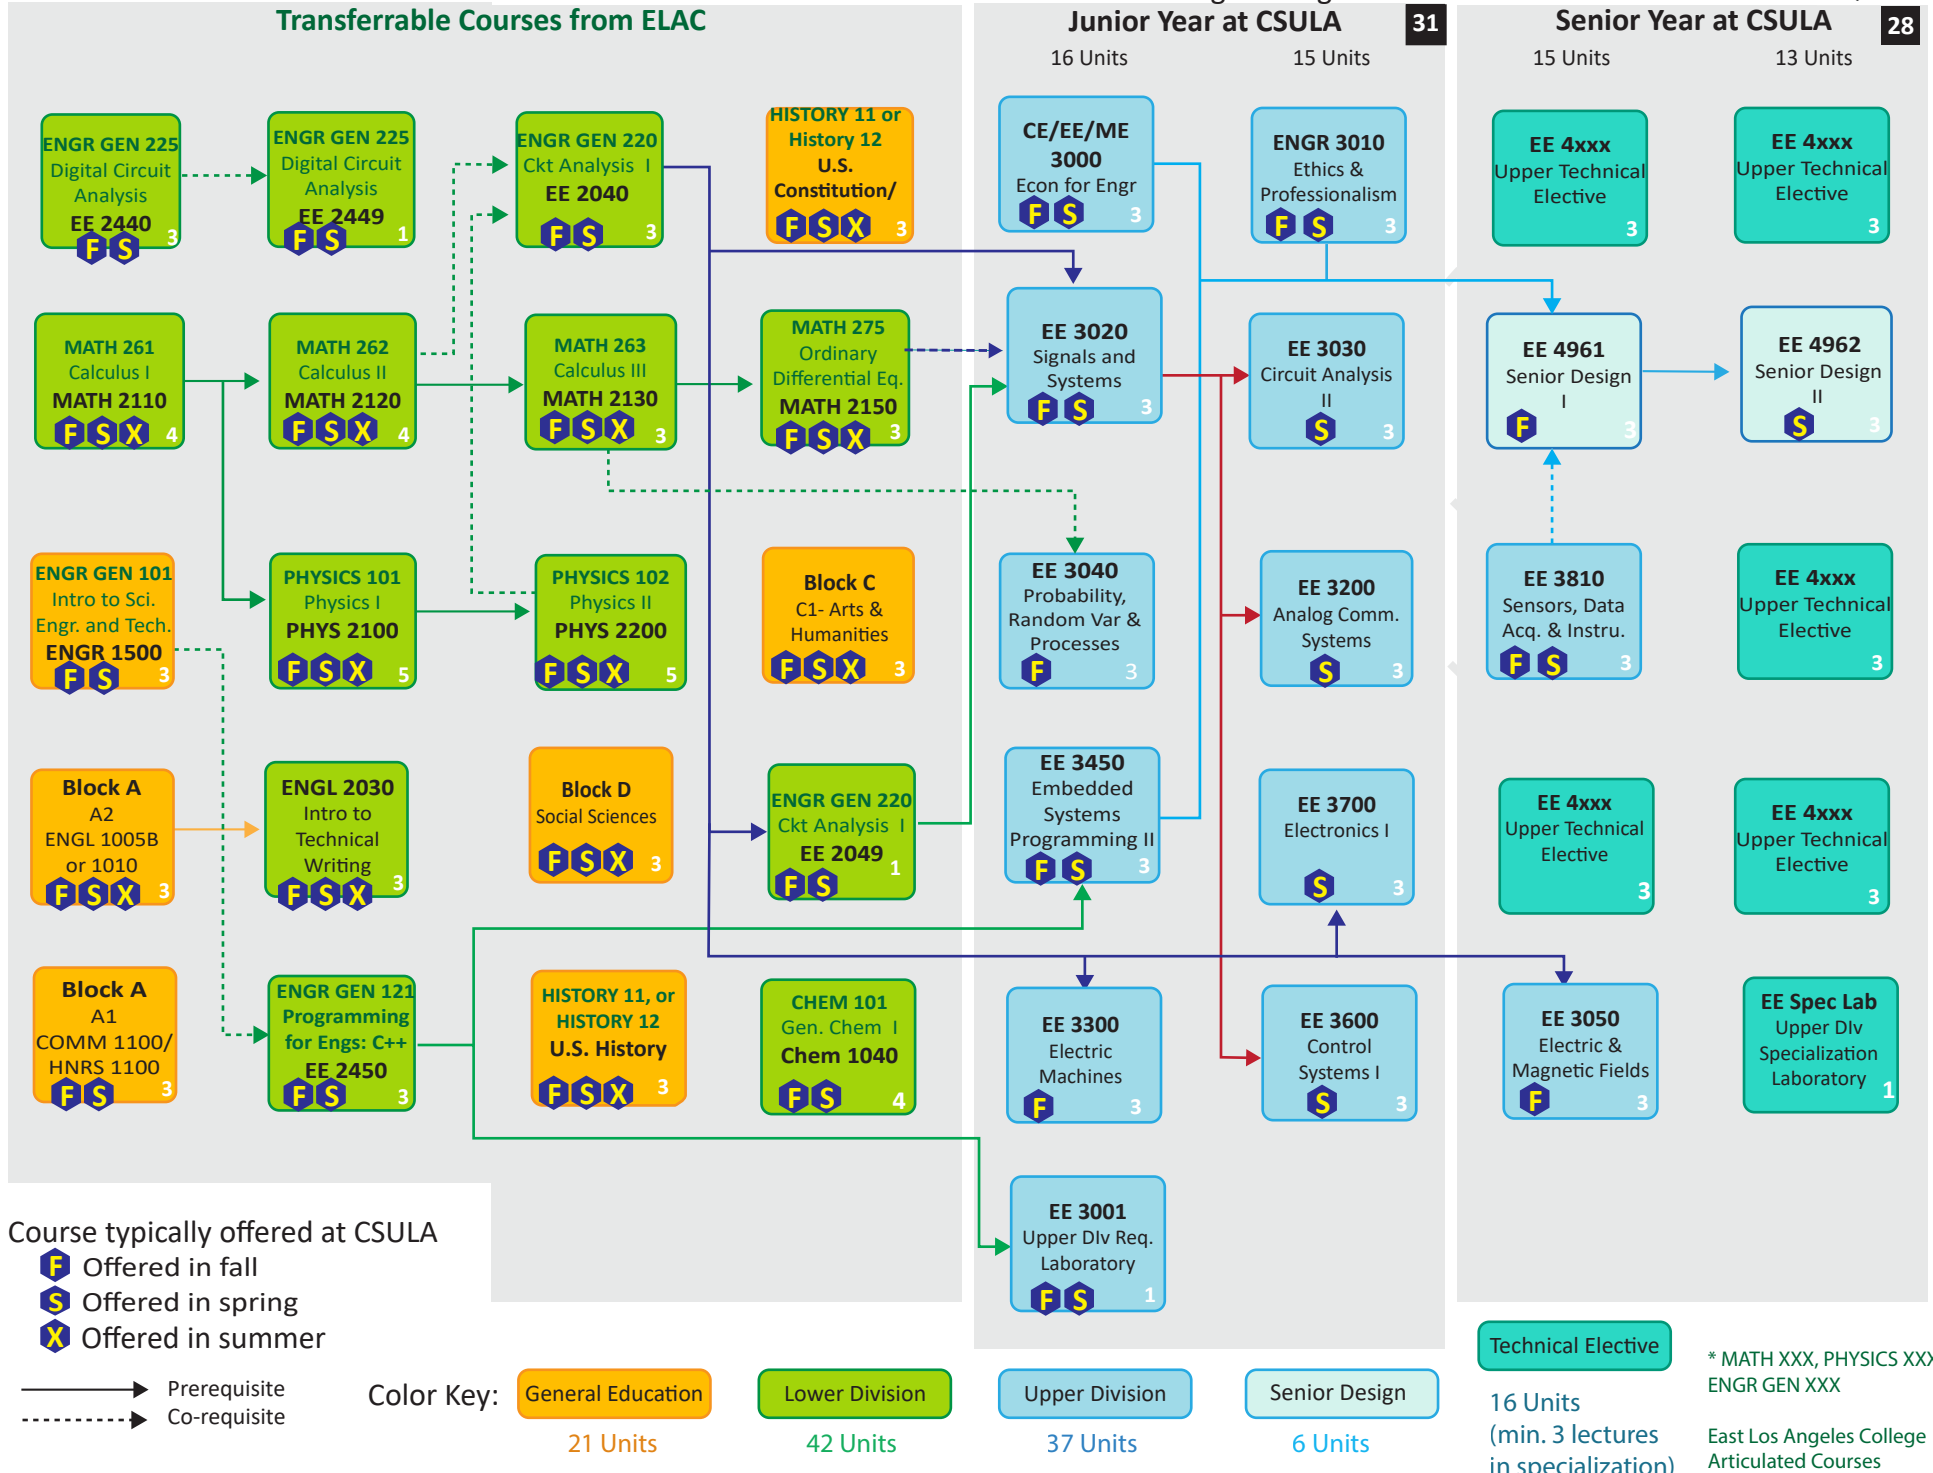 Transferrable Courses from ELAC
Junior Year at CSULA
31
16 Units
15 Units
Senior Year at CSULA
28
15 Units
13 Units
ENGR GEN 225
Digital Circuit
Analysis
EE 2440
F S
3
ENGR GEN 225
Digital Circuit
Analysis
EE 2449
F S
1
ENGR GEN 220
Ckt Analysis I
EE 2040
F S
3
HISTORY 11 or
History 12
U.S.
Constitution/
F S X
3
CE/EE/ME
3000
Econ for Engr
F S
3
ENGR 3010
Ethics &
Professionalism
F S
3
EE 4xxx
Upper Technical
Elective
3
EE 4xxx
Upper Technical
Elective
3
MATH 261
Calculus I
MATH 2110
F S X
4
MATH 262
Calculus II
MATH 2120
F S X
4
MATH 263
Calculus III
MATH 2130
F S X
3
MATH 275
Ordinary
Differential Eq.
MATH 2150
F S X
3
EE 3020
Signals and
Systems
F S
3
EE 3030
Circuit Analysis
II
S
3
EE 4961
Senior Design
I
F
3
EE 4962
Senior Design
II
S
3
ENGR GEN 101
Intro to Sci.
Engr. and Tech.
ENGR 1500
F S
3
PHYSICS 101
Physics I
PHYS 2100
F S X
5
PHYSICS 102
Physics II
PHYS 2200
F S X
5
Block C
C1- Arts &
Humanities
F S X
3
EE 3040
Probability,
Random Var &
Processes
F
3
EE 3200
Analog Comm.
Systems
S
3
EE 3810
Sensors, Data
Acq. & Instru.
F S
3
EE 4xxx
Upper Technical
Elective
3
Block A
A2
ENGL 1005B
or 1010
F S X
3
ENGL 2030
Intro to
Technical
Writing
F S X
3
Block D
Social Sciences
F S X
3
ENGR GEN 220
Ckt Analysis I
EE 2049
F S
1
EE 3450
Embedded
Systems
Programming II
F S
3
EE 3700
Electronics I
S
3
EE 4xxx
Upper Technical
Elective
3
EE 4xxx
Upper Technical
Elective
3
Block A
A1
COMM 1100/
HNRS 1100
F S
3
ENGR GEN 121
Programming
for Engs: C++
EE 2450
F S
3
HISTORY 11, or
HISTORY 12
U.S. History
F S X
3
CHEM 101
Gen. Chem I
Chem 1040
F S
4
EE 3300
Electric
Machines
F
3
EE 3600
Control
Systems I
S
3
EE 3050
Electric &
Magnetic Fields
F
3
EE Spec Lab
Upper DIv
Specialization
Laboratory
1
EE 3001
Upper DIv Req.
Laboratory
F S
1
Course typically offered at CSULA
F Offered in fall
S Offered in spring
X Offered in summer
Prerequisite
Co-requisite
Color Key:
General Education
21 Units
Lower Division
42 Units
Upper Division
37 Units
Senior Design
6 Units
Technical Elective
16 Units
(min. 3 lectures
in specialization)
* MATH XXX, PHYSICS XXX
ENGR GEN XXX
East Los Angeles College
Articulated Courses